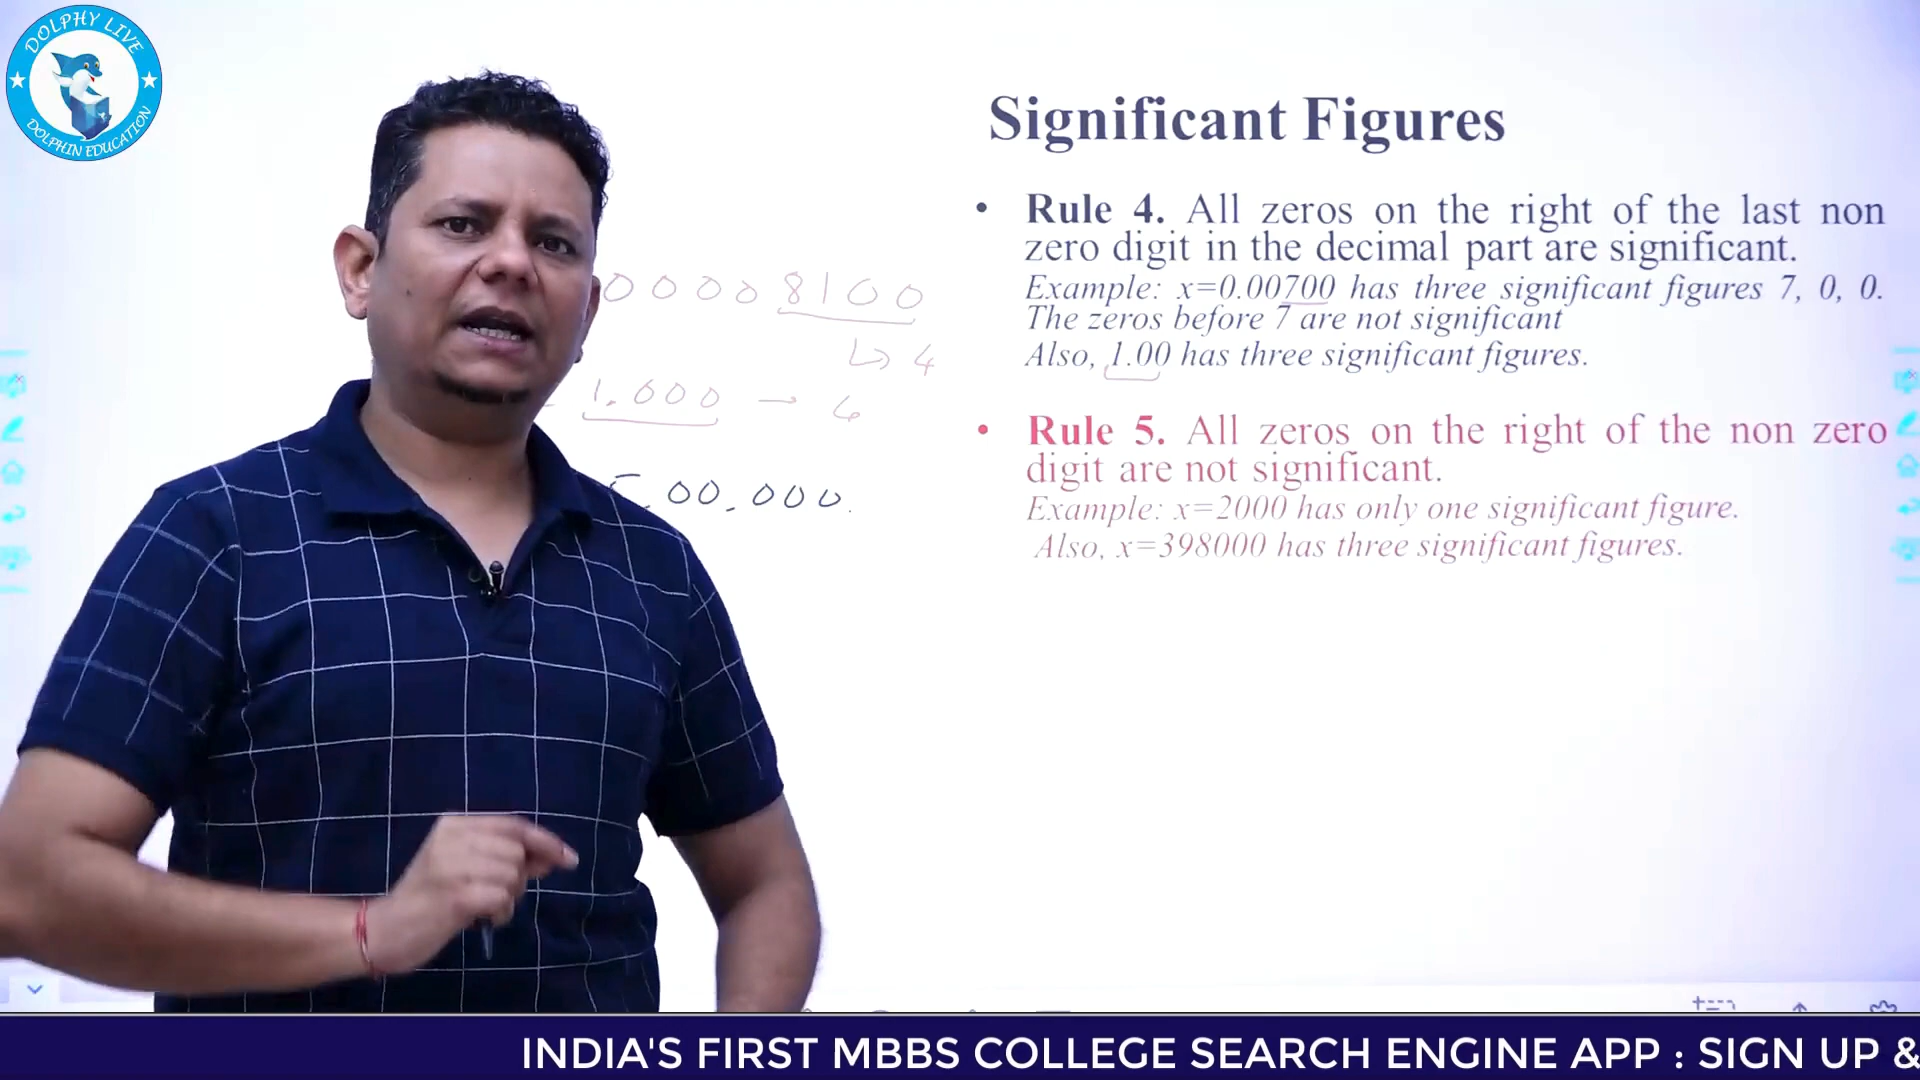 DOLPHY LIVE
DOLPHIN EDUCATION
Significant Figures
• Rule 4. All zeros on the right of the last non
zero digit in the decimal part are significant.
Example: x=0.00700 has three significant figures 7, 0, 0.
The zeros before 7 are not significant
Also, 1.00 has three significant figures.
• Rule 5. All zeros on the right of the non zero
digit are not significant.
Example: x=2000 has only one significant figure.
Also, x=398000 has three significant figures.
00008100
↳ 4
1.000 → 4
5,00,000.
INDIA'S FIRST MBBS COLLEGE SEARCH ENGINE APP : SIGN UP &